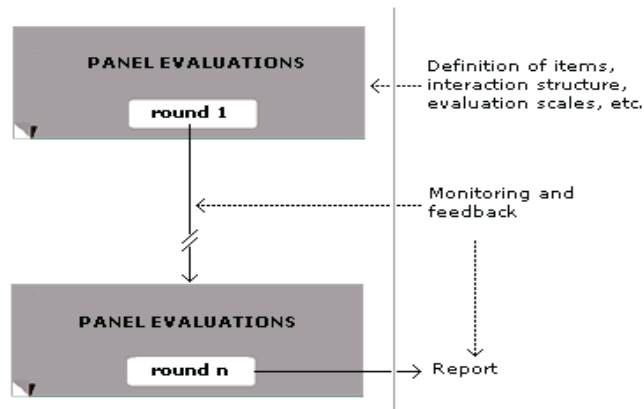 PANEL EVALUATIONS
round 1
Definition of items,
interaction structure,
evaluation scales, etc.
Monitoring and
feedback
PANEL EVALUATIONS
round n
Report